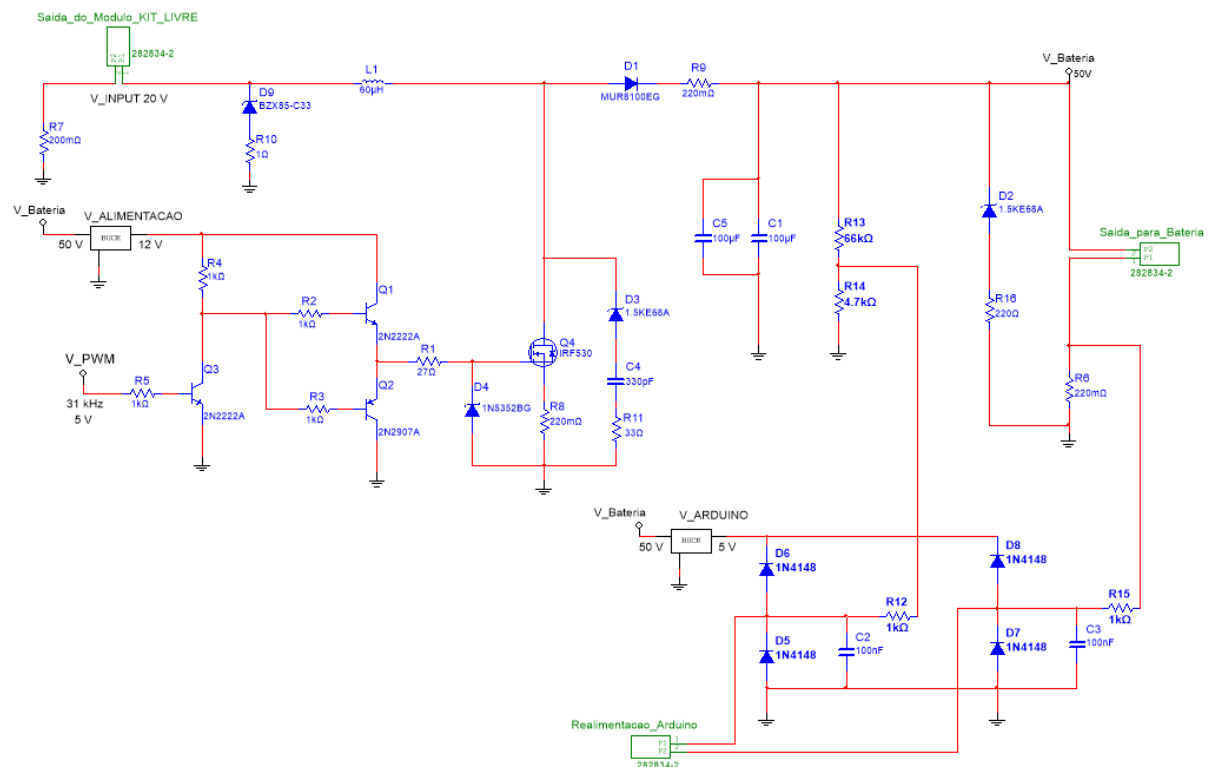 Saida_do_Modulo_KIT_LIVRE
P2
P1
282834-2
V_INPUT 20 V
R7
200mΩ
D9
BZX85-C33
R10
1Ω
L1
60µH
D1
MUR8100EG
R9
220mΩ
V_Bateria
50V
V_Bateria
50 V
V_ALIMENTACAO
BUCK
12 V
R4
1kΩ
R2
1kΩ
Q1
2N2222A
V_PWM
31 kHz
5 V
R5
1kΩ
Q3
2N2222A
R3
1kΩ
Q2
2N2907A
R1
27Ω
D4
1N5352BG
Q4
IRF530
R8
220mΩ
D3
1.5KE68A
C4
330pF
R11
33Ω
C5
100µF
C1
100µF
R13
66kΩ
R14
4.7kΩ
D2
1.5KE68A
R16
220Ω
Saida_para_Bateria
P2
P1
282834-2
R6
220mΩ
V_Bateria
50 V
V_ARDUINO
BUCK
5 V
D6
1N4148
D5
1N4148
C2
100nF
R12
1kΩ
D8
1N4148
D7
1N4148
C3
100nF
R15
1kΩ
Realimentacao_Arduino
P1 1
P2 2
282834-2